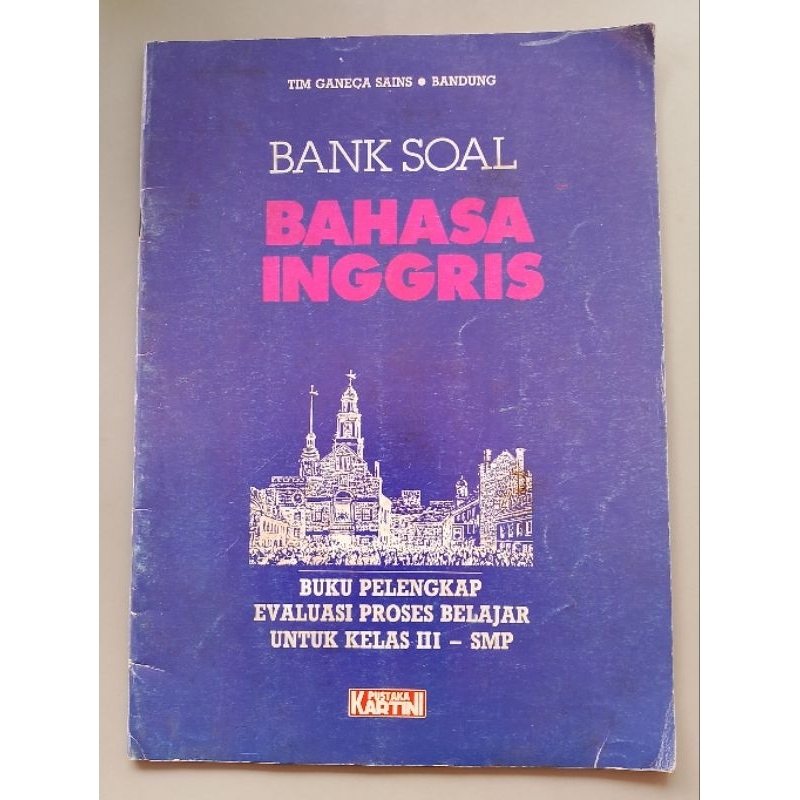 TIM GANEÇA SAINS • BANDUNG
BANK SOAL
BAHASA
INGGRIS
BUKU PELENGKAP
EVALUASI PROSES BELAJAR
UNTUK KELAS III – SMP
PUSTAKA
KARTINI